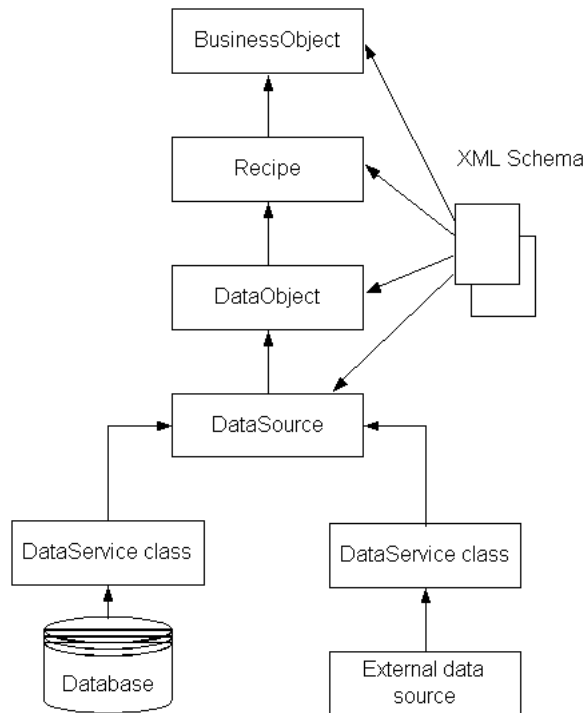 BusinessObject
Recipe
XML Schema
DataObject
DataSource
DataService class
DataService class
Database
External data
source